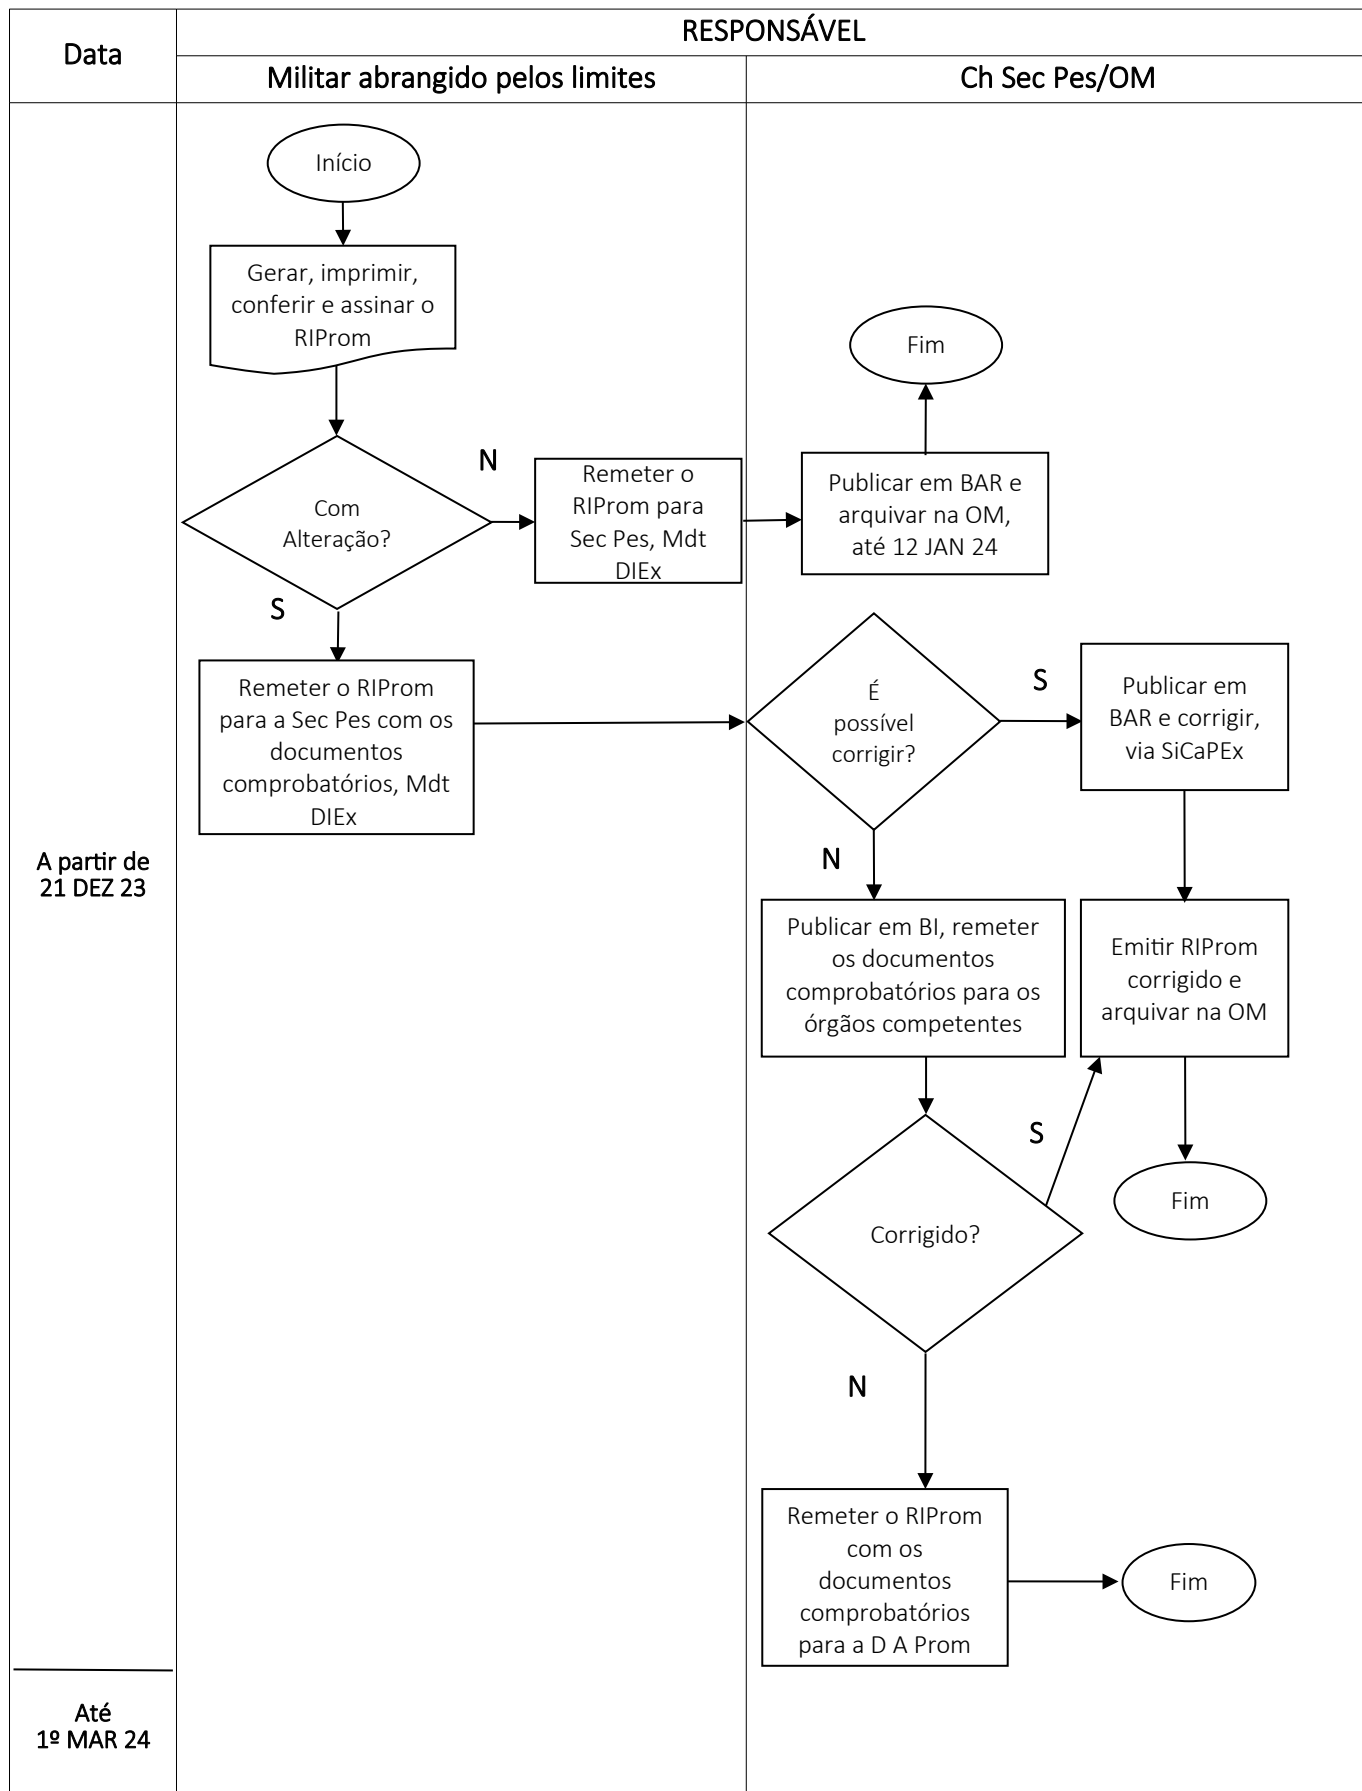 Data
RESPONSÁVEL
Militar abrangido pelos limites
Ch Sec Pes/OM
Início
Gerar, imprimir,
conferir e assinar o
RIProm
Fim
Com
Alteração?
N
Remeter o
RIProm para
Sec Pes, Mdt
DIEx
Publicar em BAR e
arquivar na OM,
até 12 JAN 24
S
Remeter o RIProm
para a Sec Pes com os
documentos
comprobatórios, Mdt
DIEx
É
possível
corrigir?
S
Publicar em
BAR e corrigir,
via SiCaPEx
A partir de
21 DEZ 23
N
Publicar em BI, remeter
os documentos
comprobatórios para os
órgãos competentes
Emitir RIProm
corrigido e
arquivar na OM
S
Corrigido?
Fim
N
Remeter o RIProm
com os
documentos
comprobatórios
para a D A Prom
Fim
Até
1º MAR 24